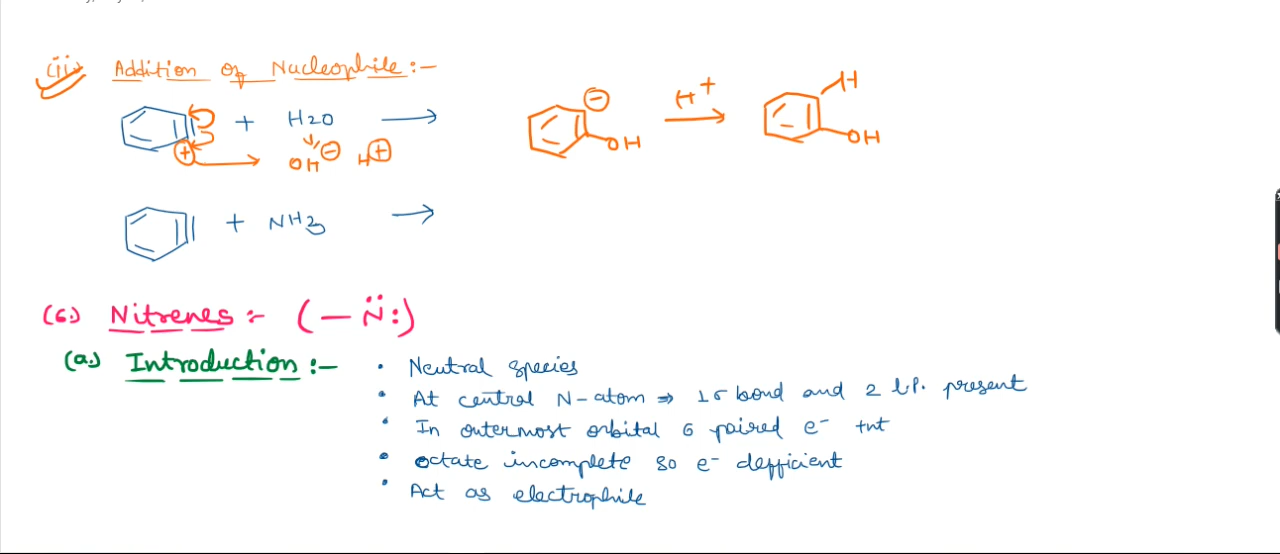 (ii) Addition of Nucleophile :-
+ H2O → ⊖ OH H+ → H OH
⊕ → OH ⊖ H ⊕
+ NH3 →
(6.) Nitrenes :- ( — N̈ : )
(a.) Introduction :- • Neutral species
• At central N-atom ⇒ 1σ bond and 2 l.P. present
• In outermost orbital 6 paired e- tnt
• octate incomplete so e- defficient
• Act as electrophile